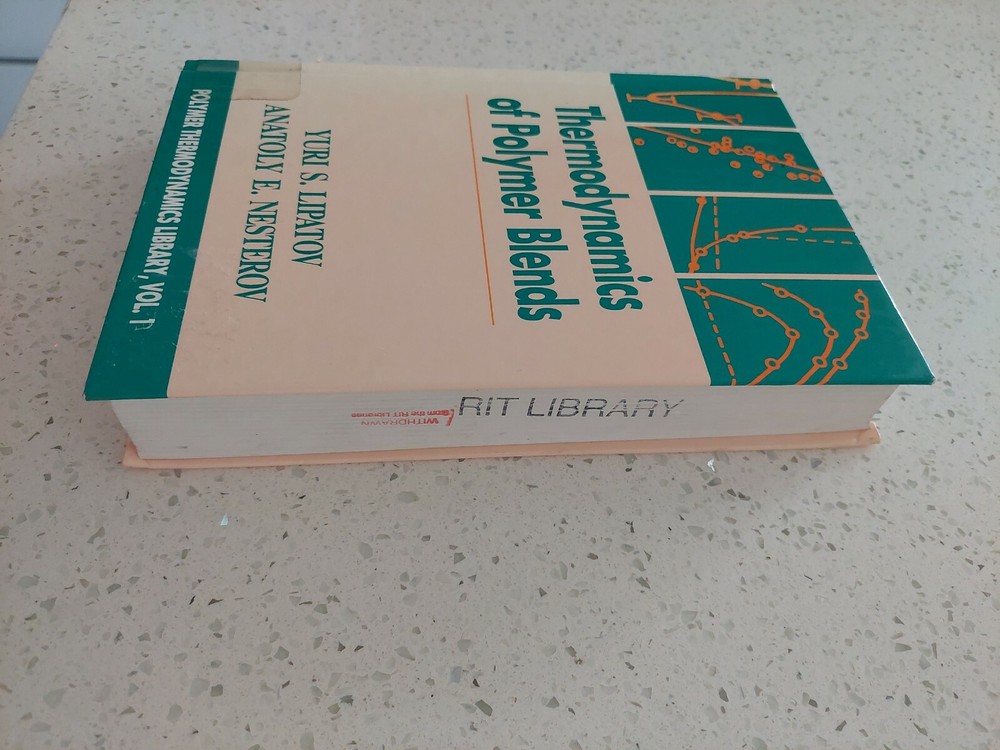 Thermodynamics
of Polymer Blends
YURI S. LIPATOV
ANATOLY E. NESTEROV
POLYMER THERMODYNAMICS LIBRARY, VOL. 1
RIT LIBRARY
WITHDRAWN
from the RIT Libraries